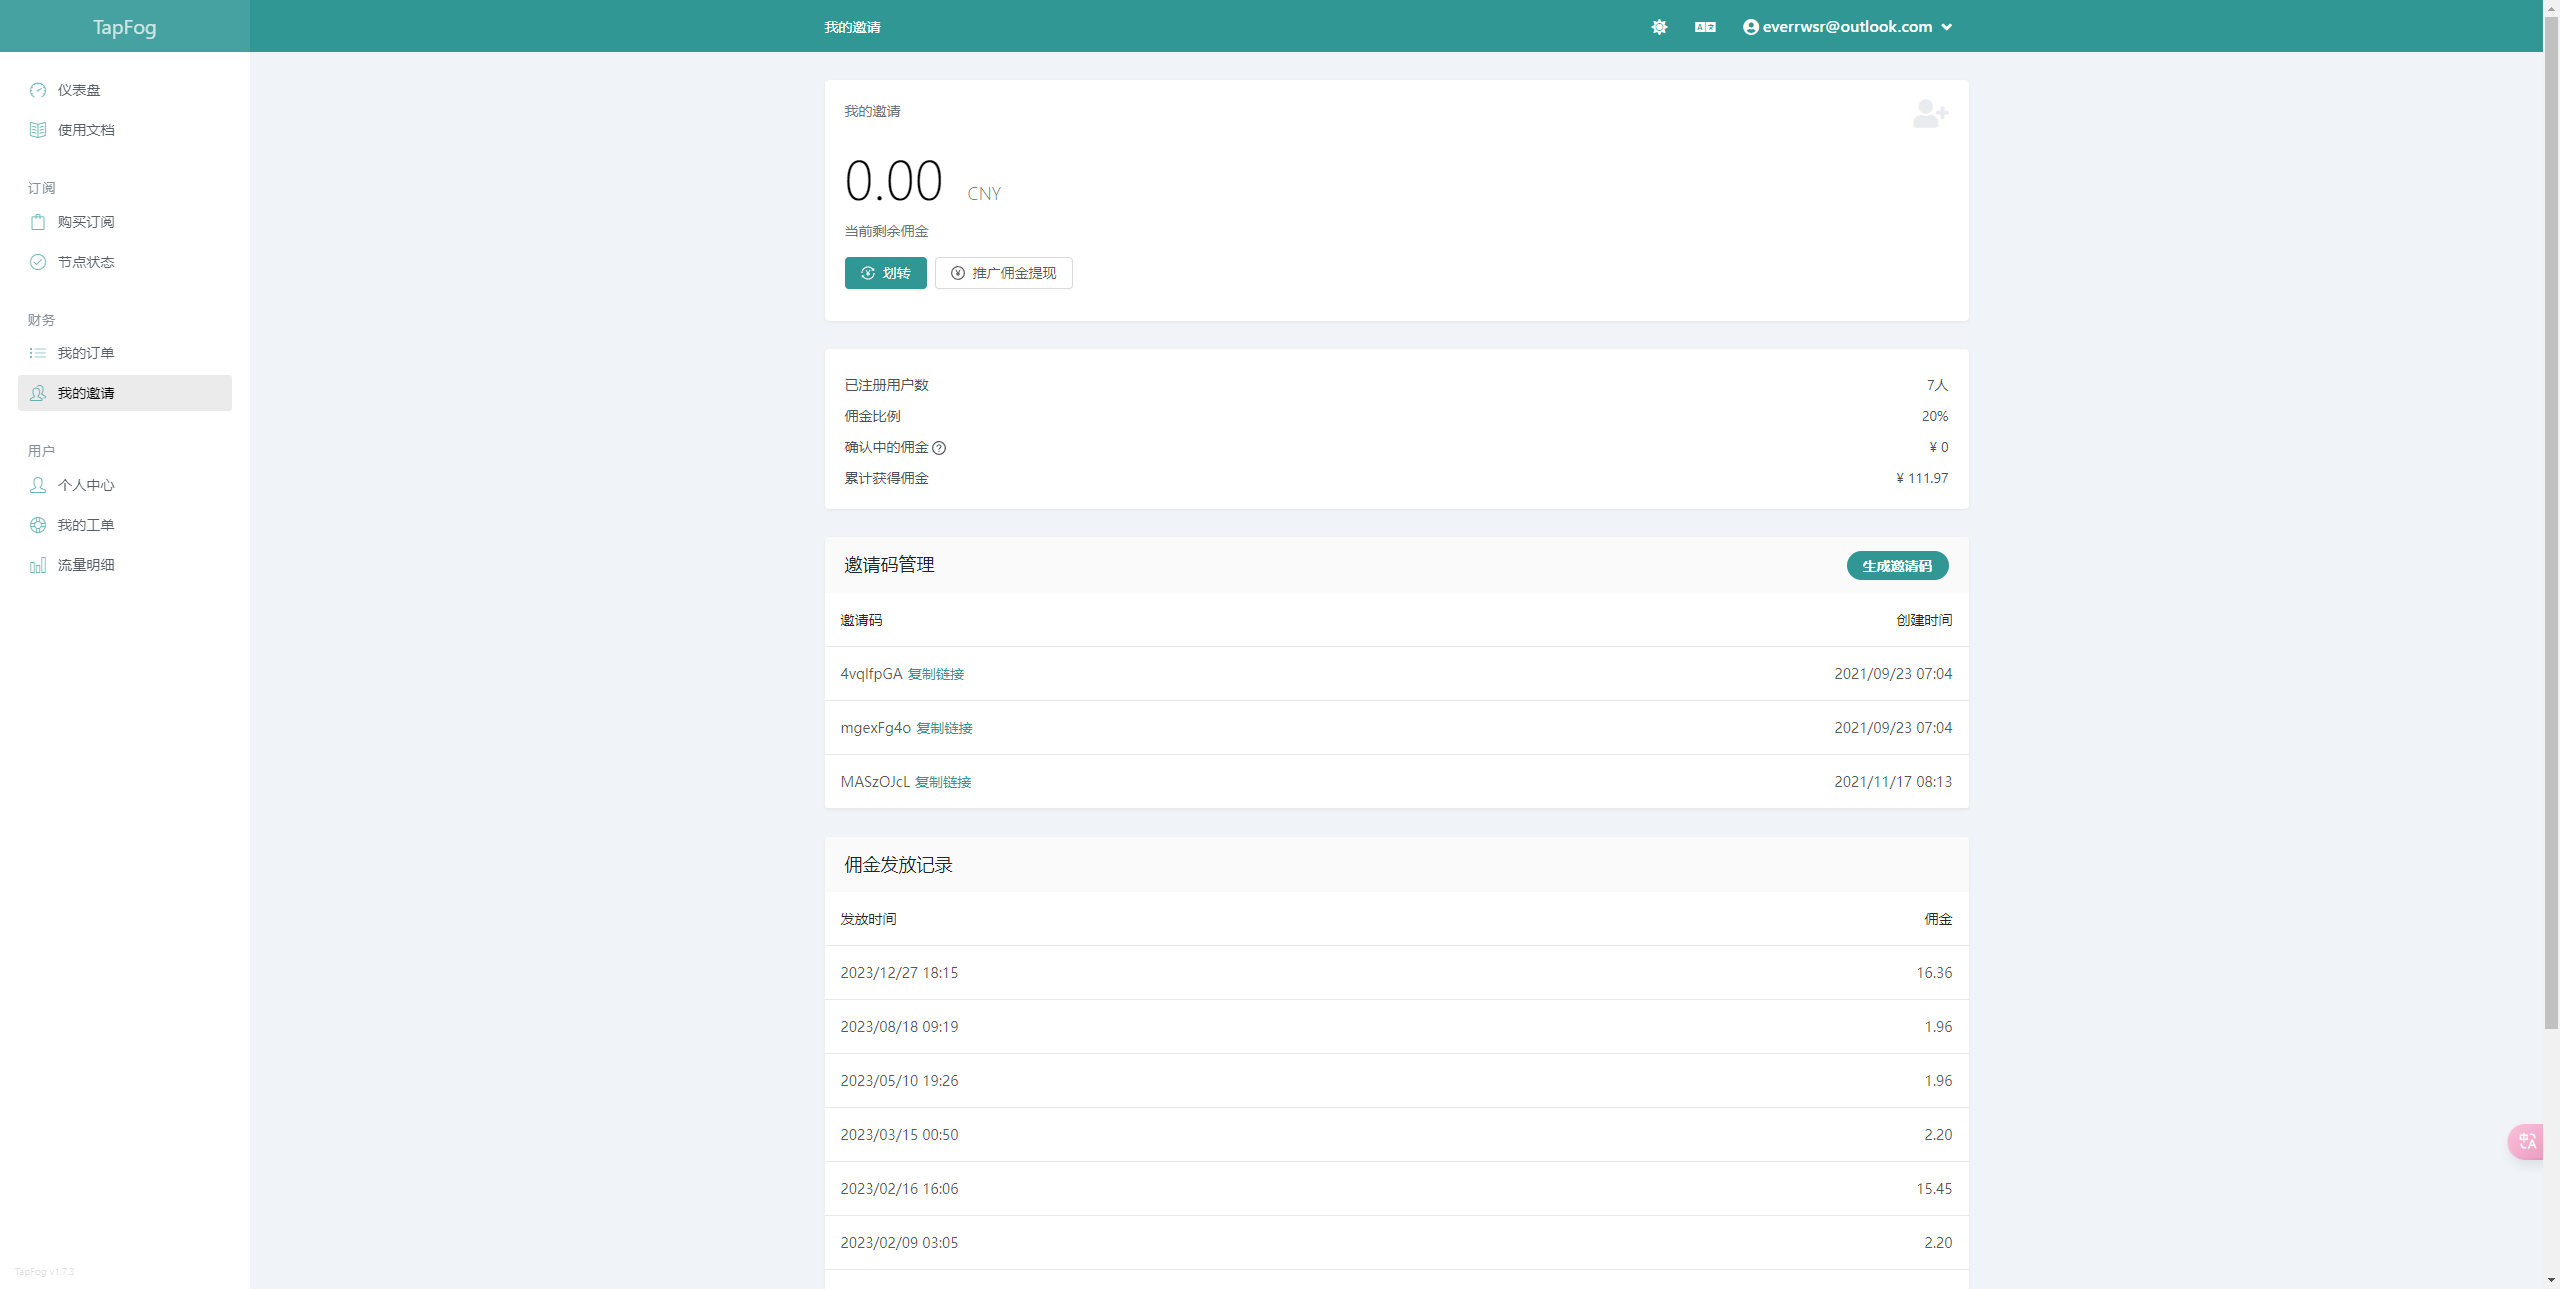 TapFog
我的邀请
everrwsr@outlook.com
仪表盘
使用文档
订阅
购买订阅
节点状态
财务
我的订单
我的邀请
用户
个人中心
我的工单
流量明细
TapFog v1.7.3
我的邀请
0.00 CNY
当前剩余佣金
划转 推广佣金提现
已注册用户数 7人
佣金比例 20%
确认中的佣金 ¥ 0
累计获得佣金 ¥ 111.97
邀请码管理 生成邀请码
邀请码 创建时间
复制链接 2021/09/23 07:04
mgexFg4o 复制链接 2021/09/23 07:04
MASzOJcL 复制链接 2021/11/17 08:13
佣金发放记录
发放时间 佣金
2023/12/27 18:15 16.36
2023/08/18 09:19 1.96
2023/05/10 19:26 1.96
2023/03/15 00:50 2.20
2023/02/16 16:06 15.45
2023/02/09 03:05 2.20